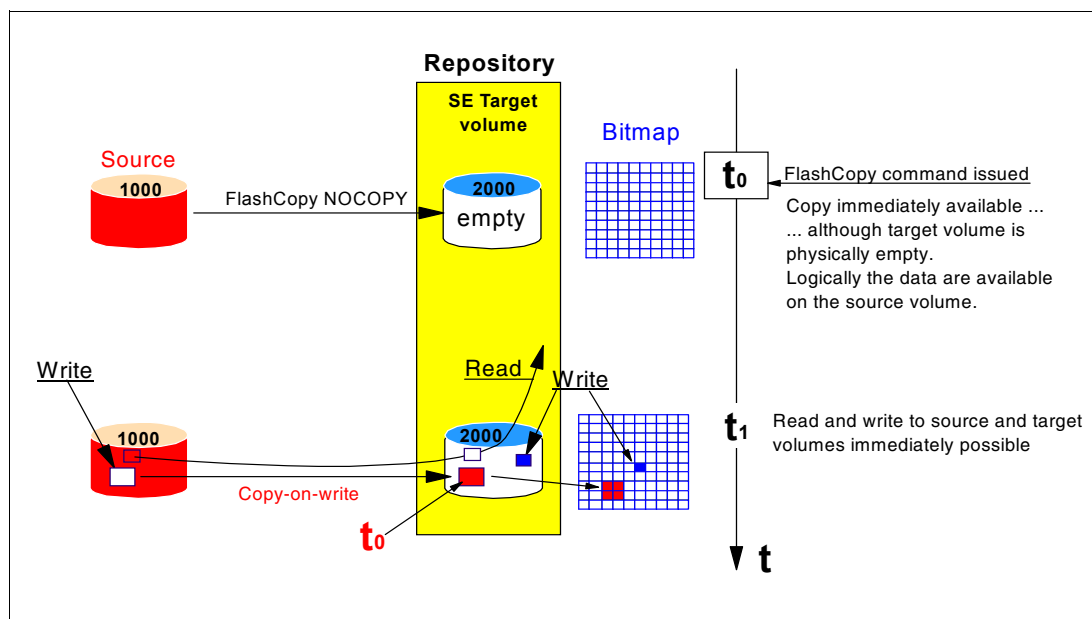 Repository
SE Target
volume
Bitmap
Source
1000
2000
t0
FlashCopy command issued
FlashCopy NOCOPY
empty
Copy immediately available ...
... although target volume is
physically empty.
Logically the data are available
on the source volume.
Write
Read
Write
1000
2000
t1
Read and write to source and target
volumes immediately possible
Copy-on-write
t0
t